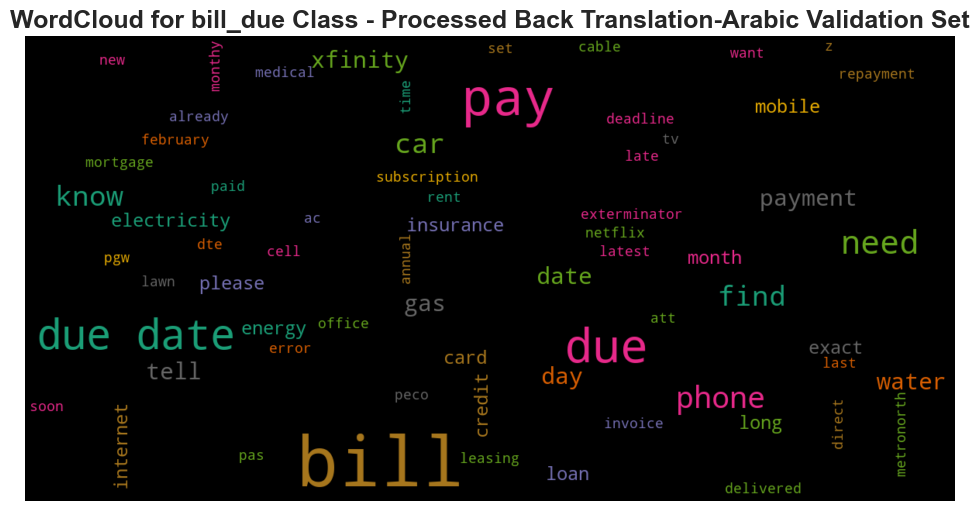 WordCloud for bill_due Class - Processed Back Translation-Arabic Validation Set
new
monthy
medical
xfinity
set
cable
want
z
repayment
time
pay
mobile
already
deadline
february
car
tv
late
mortgage
subscription
know
paid
rent
payment
electricity
ac
insurance
exterminator
netflix
need
dte
cell
annual
latest
month
pgw
lawn
please
date
find
gas
due date
energy
office
att
due
error
card
exact
last
tell
day
water
peco
credit
phone
soon
internet
invoice
long
direct
metronorth
pas
bill
leasing
loan
delivered